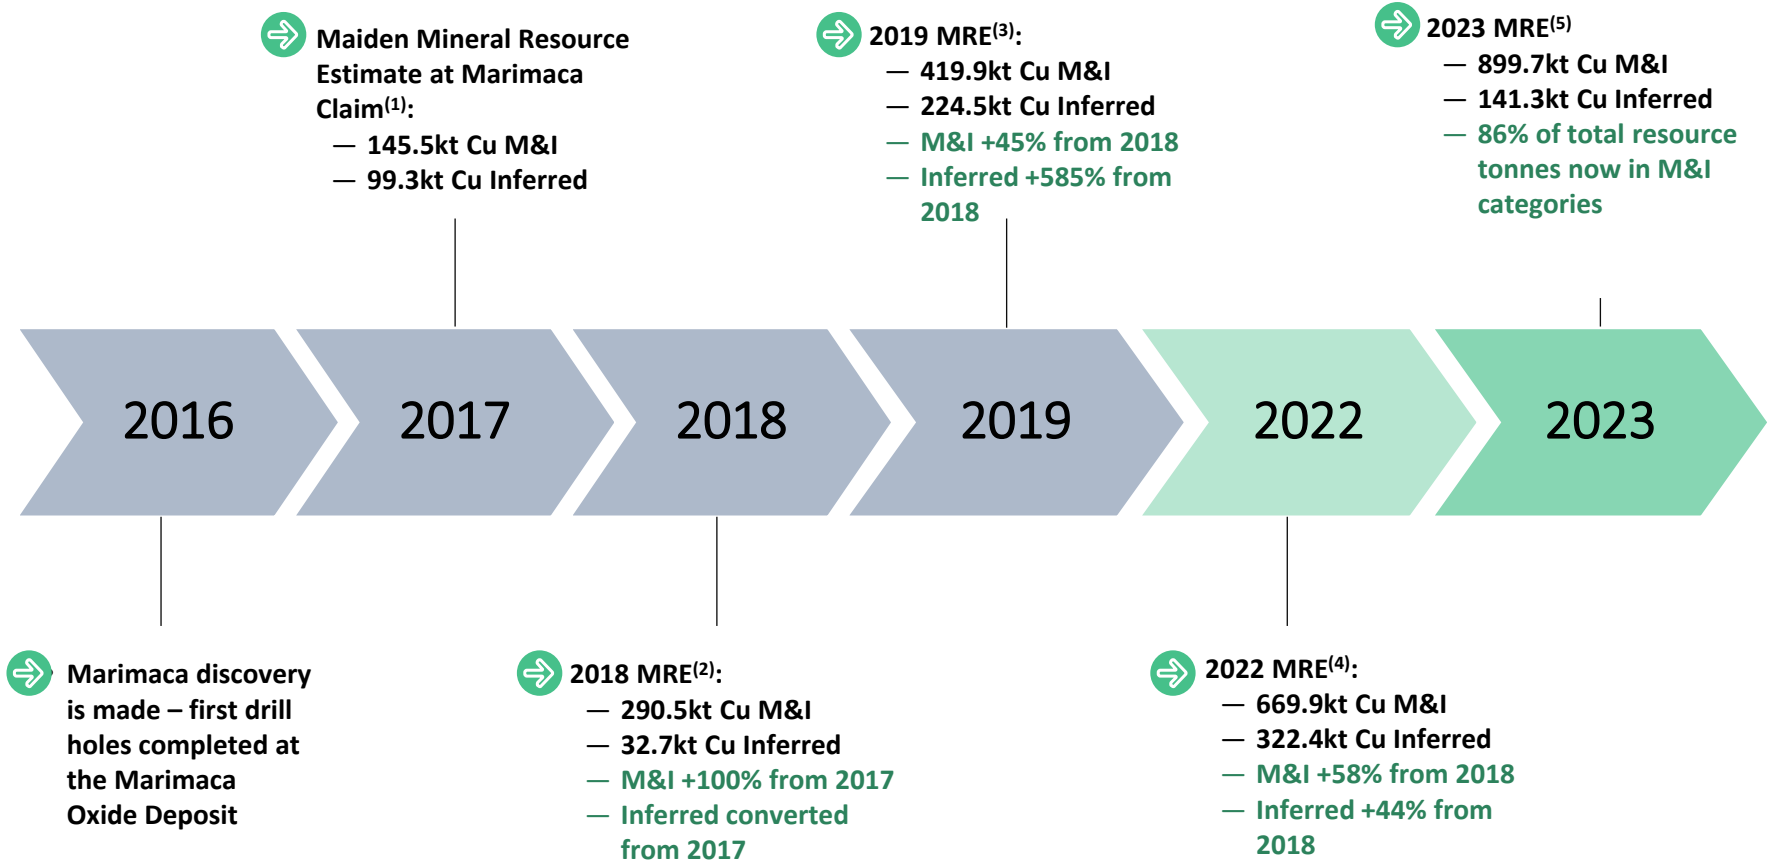 Maiden Mineral Resource
Estimate at Marimaca
Claim(1):
— 145.5kt Cu M&I
— 99.3kt Cu Inferred
2019 MRE(3):
— 419.9kt Cu M&I
— 224.5kt Cu Inferred
— M&I +45% from 2018
— Inferred +585% from
2018
2023 MRE(5)
— 899.7kt Cu M&I
— 141.3kt Cu Inferred
— 86% of total resource
tonnes now in M&I
categories
2016
2017
2018
2019
2022
2023
Marimaca discovery
is made – first drill
holes completed at
the Marimaca
Oxide Deposit
2018 MRE(2):
— 290.5kt Cu M&I
— 32.7kt Cu Inferred
— M&I +100% from 2017
— Inferred converted
from 2017
2022 MRE(4):
— 669.9kt Cu M&I
— 322.4kt Cu Inferred
— M&I +58% from 2018
— Inferred +44% from
2018